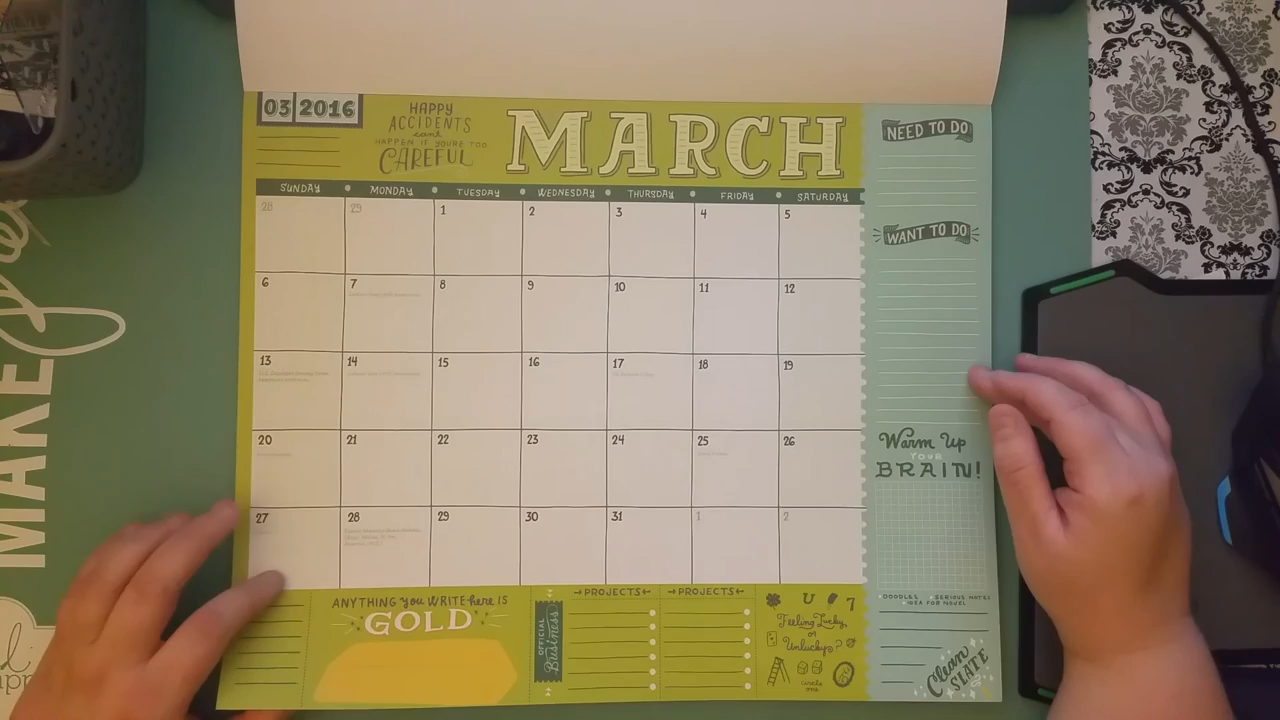 03 2016
HAPPY
ACCIDENTS
can't
HAPPEN IF YOU'RE TOO
CAREFUL
MARCH
SUNDAY MONDAY TUESDAY WEDNESDAY THURSDAY FRIDAY SATURDAY
28 29 1 2 3 4 5
6 7 8 9 10 11 12
13 14 15 16 17 18 19
20 21 22 23 24 25 26
27 28 29 30 31 1 2
NEED TO DO
WANT TO DO
Warm Up
YOUR
BRAIN!
DOODLES SERIOUS NOTES
IDEA FOR NOVEL
Clean
SLATE
ANYTHING you WRITE here IS
GOLD
OFFICIAL
Business
PROJECTS
PROJECTS
7
Feeling Lucky
or
Unlucky?
circle
one
MAKE